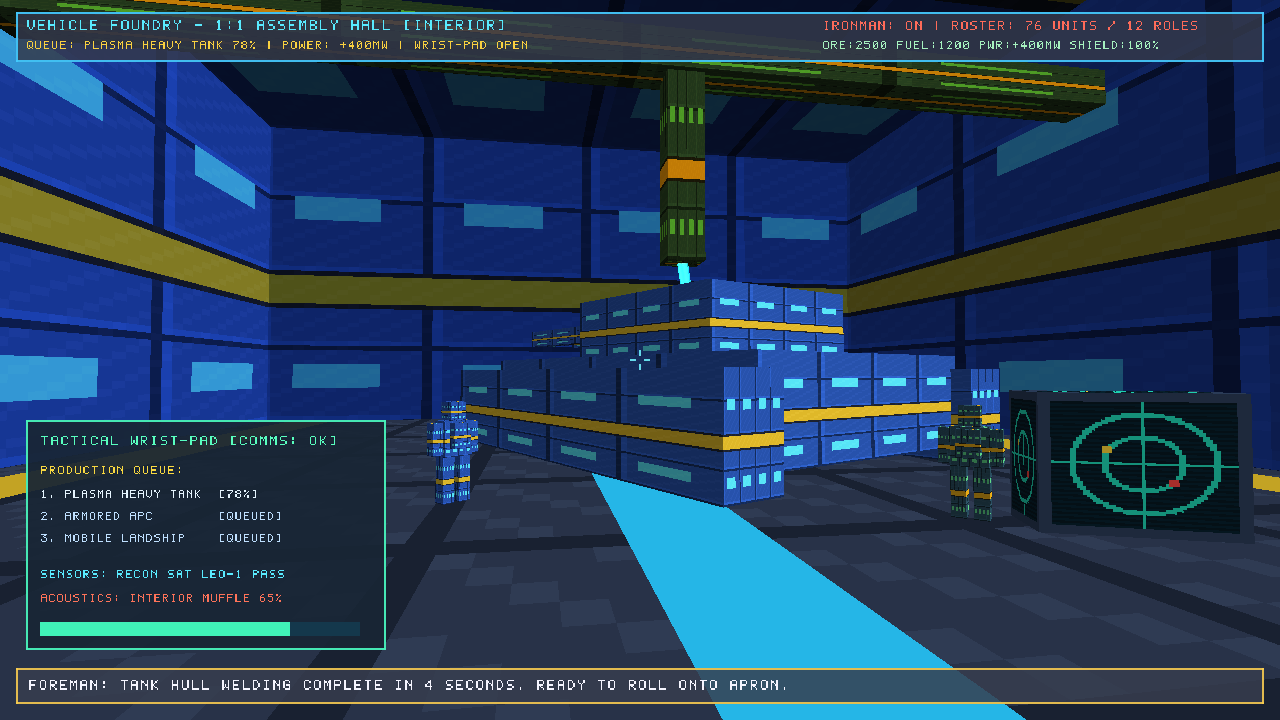 VEHICLE FOUNDRY - 1:1 ASSEMBLY HALL [INTERIOR]
QUEUE: PLASMA HEAVY TANK 78% | POWER: +400MW | WRIST-PAD OPEN
IRONMAN: ON | ROSTER: 76 UNITS / 12 ROLES
ORE:2500 FUEL:1200 PWR:+400MW SHIELD:100%
TACTICAL WRIST-PAD [COMMS: OK]
PRODUCTION QUEUE:
1. PLASMA HEAVY TANK [78%]
2. ARMORED APC [QUEUED]
3. MOBILE LANDSHIP [QUEUED]
SENSORS: RECON SAT LEO-1 PASS
ACOUSTICS: INTERIOR MUFFLE 65%
FOREMAN: TANK HULL WELDING COMPLETE IN 4 SECONDS. READY TO ROLL ONTO APRON.